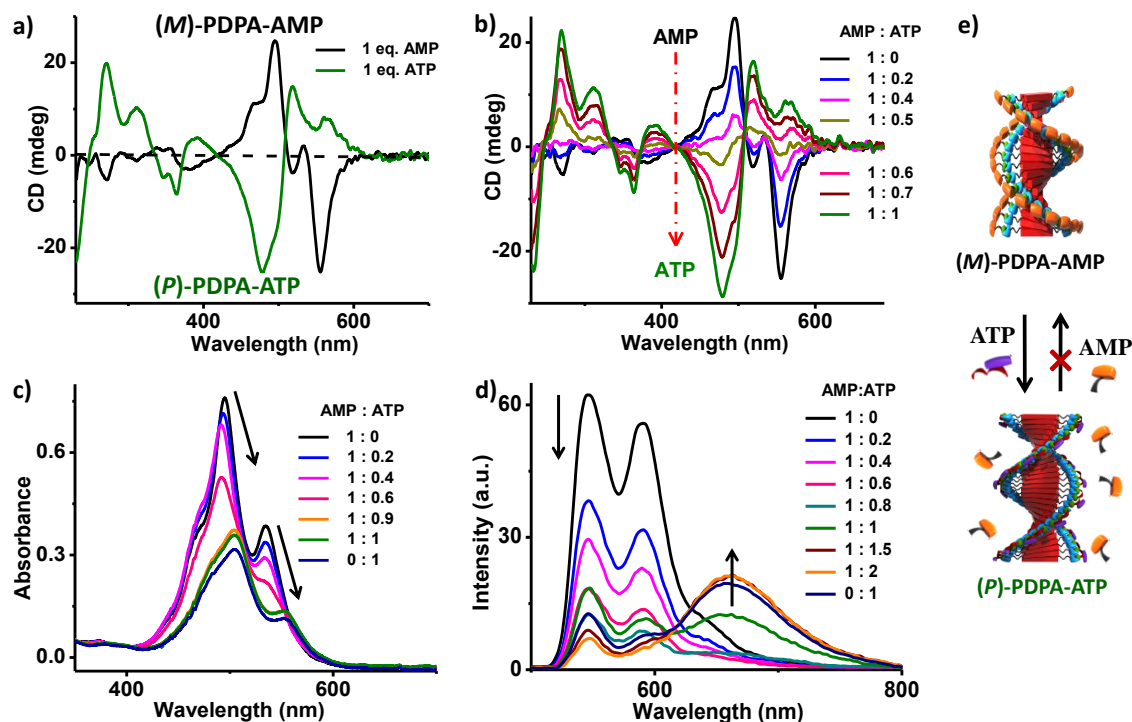 a)
(M)-PDPA-AMP
1 eq. AMP
1 eq. ATP
20
0
-20
CD (mdeg)
(P)-PDPA-ATP
400
600
Wavelength (nm)
b)
AMP
AMP : ATP
1 : 0
1 : 0.2
1 : 0.4
1 : 0.5
1 : 0.6
1 : 0.7
1 : 1
20
0
-20
CD (mdeg)
ATP
400
600
Wavelength (nm)
c)
AMP : ATP
1 : 0
1 : 0.2
1 : 0.4
1 : 0.6
1 : 0.9
1 : 1
0 : 1
0.6
0.3
0.0
Absorbance
400
600
Wavelength (nm)
d)
AMP:ATP
1 : 0
1 : 0.2
1 : 0.4
1 : 0.6
1 : 0.8
1 : 1
1 : 1.5
1 : 2
0 : 1
60
30
0
Intensity (a.u.)
600
800
Wavelength (nm)
e)
(M)-PDPA-AMP
ATP
AMP
(P)-PDPA-ATP